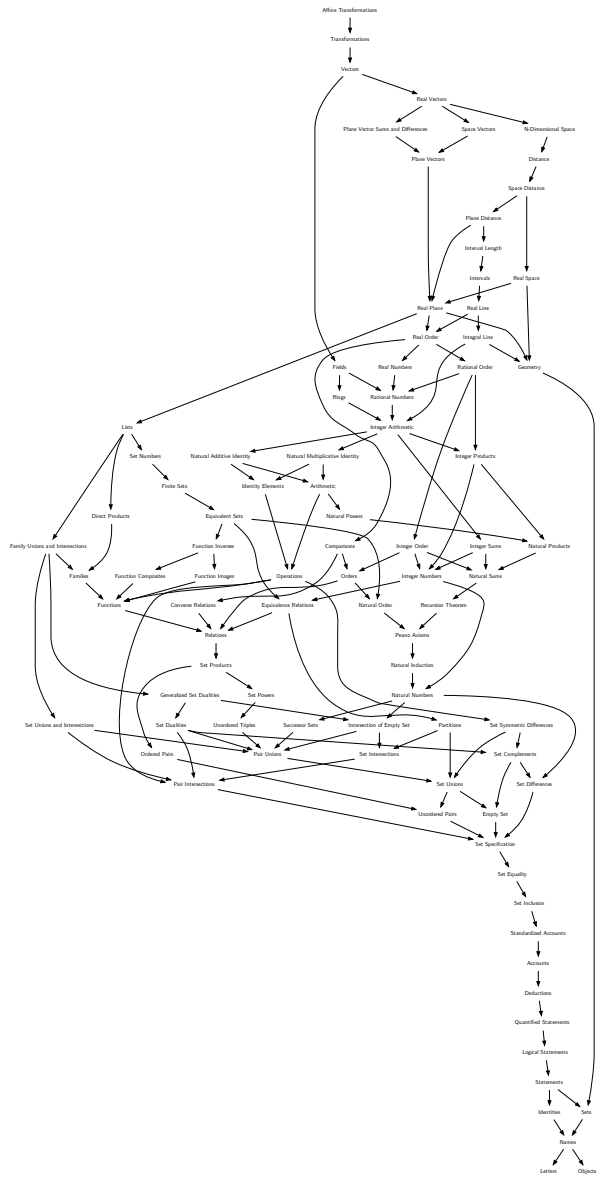 Affine Transformations
Transformations
Vectors
Real Vectors
Plane Vector Sums and Differences
Space Vectors
N-Dimensional Space
Plane Vectors
Distance
Space Distance
Plane Distance
Interval Length
Intervals
Real Space
Real Plane
Real Line
Real Order
Integral Line
Fields
Real Numbers
Rational Order
Geometry
Rings
Rational Numbers
Lists
Integer Arithmetic
Set Numbers
Natural Additive Identity
Natural Multiplicative Identity
Integer Products
Finite Sets
Identity Elements
Arithmetic
Direct Products
Equivalent Sets
Natural Powers
Family Unions and Intersections
Function Inverses
Comparisons
Integer Order
Integer Sums
Natural Products
Families
Function Composites
Function Images
Operations
Orders
Integer Numbers
Natural Sums
Functions
Converse Relations
Equivalence Relations
Natural Order
Recursion Theorem
Relations
Peano Axioms
Set Products
Natural Induction
Generalized Set Dualities
Set Powers
Natural Numbers
Set Unions and Intersections
Set Dualities
Unordered Triples
Successor Sets
Intersection of Empty Set
Partitions
Set Symmetric Differences
Ordered Pairs
Pair Unions
Set Intersections
Set Complements
Pair Intersections
Set Unions
Set Differences
Unordered Pairs
Empty Set
Set Specification
Set Equality
Set Inclusion
Standardized Accounts
Accounts
Deductions
Quantified Statements
Logical Statements
Statements
Identities
Sets
Names
Letters
Objects